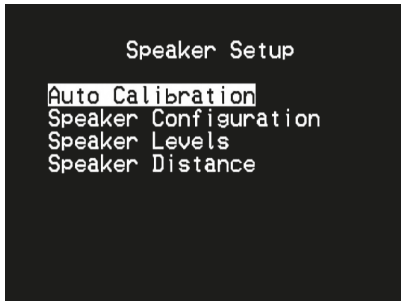 Speaker Setup
Auto Calibration
Speaker Configuration
Speaker Levels
Speaker Distance